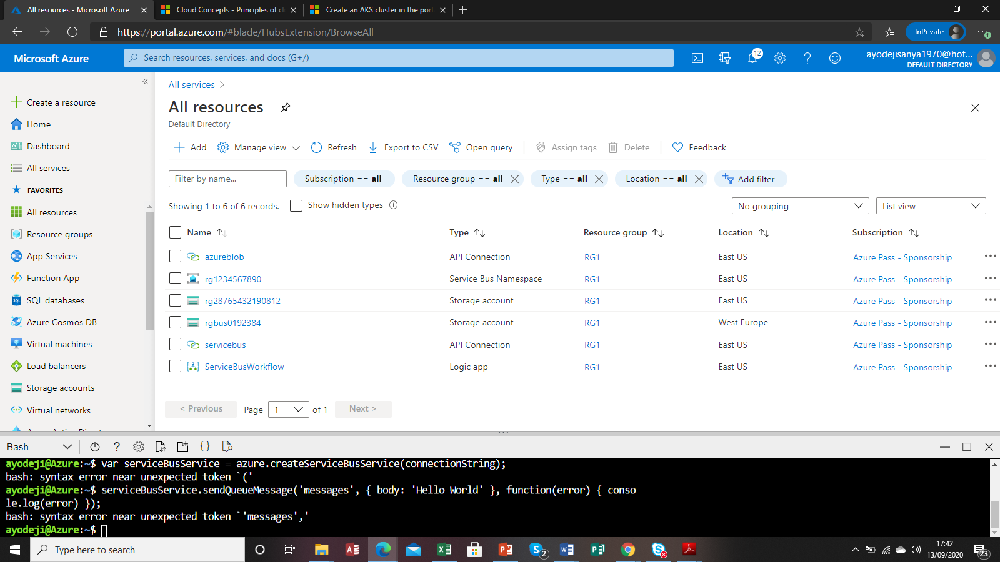 All resources - Microsoft Azure
Cloud Concepts - Principles of cl
Create an AKS cluster in the port
https://portal.azure.com/#blade/HubsExtension/BrowseAll
InPrivate
Microsoft Azure
Search resources, services, and docs (G+/)
12
ayodejisanya1970@hot...
DEFAULT DIRECTORY
Create a resource
Home
Dashboard
All services
FAVORITES
All resources
Resource groups
App Services
Function App
SQL databases
Azure Cosmos DB
Virtual machines
Load balancers
Storage accounts
Virtual networks
Azure Active Directory
All services >
All resources
Default Directory
Add
Manage view
Refresh
Export to CSV
Open query
Assign tags
Delete
Feedback
Filter by name...
Subscription == all
Resource group == all
Type == all
Location == all
Add filter
Showing 1 to 6 of 6 records.
Show hidden types
No grouping
List view
Name Type Resource group Location Subscription
azureblob API Connection RG1 East US Azure Pass - Sponsorship
rg1234567890 Service Bus Namespace RG1 East US Azure Pass - Sponsorship
rg28765432190812 Storage account RG1 East US Azure Pass - Sponsorship
rgbus0192384 Storage account RG1 West Europe Azure Pass - Sponsorship
servicebus API Connection RG1 East US Azure Pass - Sponsorship
ServiceBusWorkflow Logic app RG1 East US Azure Pass - Sponsorship
< Previous
Page 1 of 1
Next >
Bash
ayodeji@Azure:~$ var serviceBusService = azure.createServiceBusService(connectionString);
bash: syntax error near unexpected token `('
ayodeji@Azure:~$ serviceBusService.sendQueueMessage('messages', { body: 'Hello World' }, function(error) { conso
le.log(error) });
bash: syntax error near unexpected token `'messages','
ayodeji@Azure:~$
Type here to search
2
17:42
13/09/2020
23